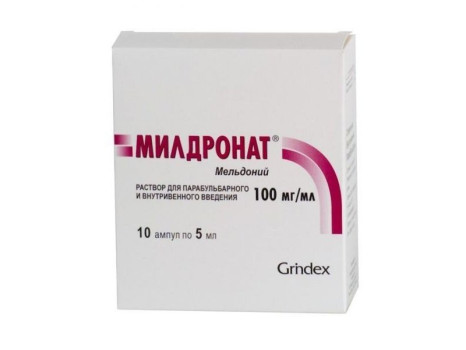 МИЛДРОНАТ®
Мельдоний
РАСТВОР ДЛЯ ПАРАБУЛЬБАРНОГО
И ВНУТРИВЕННОГО ВВЕДЕНИЯ 100 мг/мл
10 ампул по 5 мл
Grindex